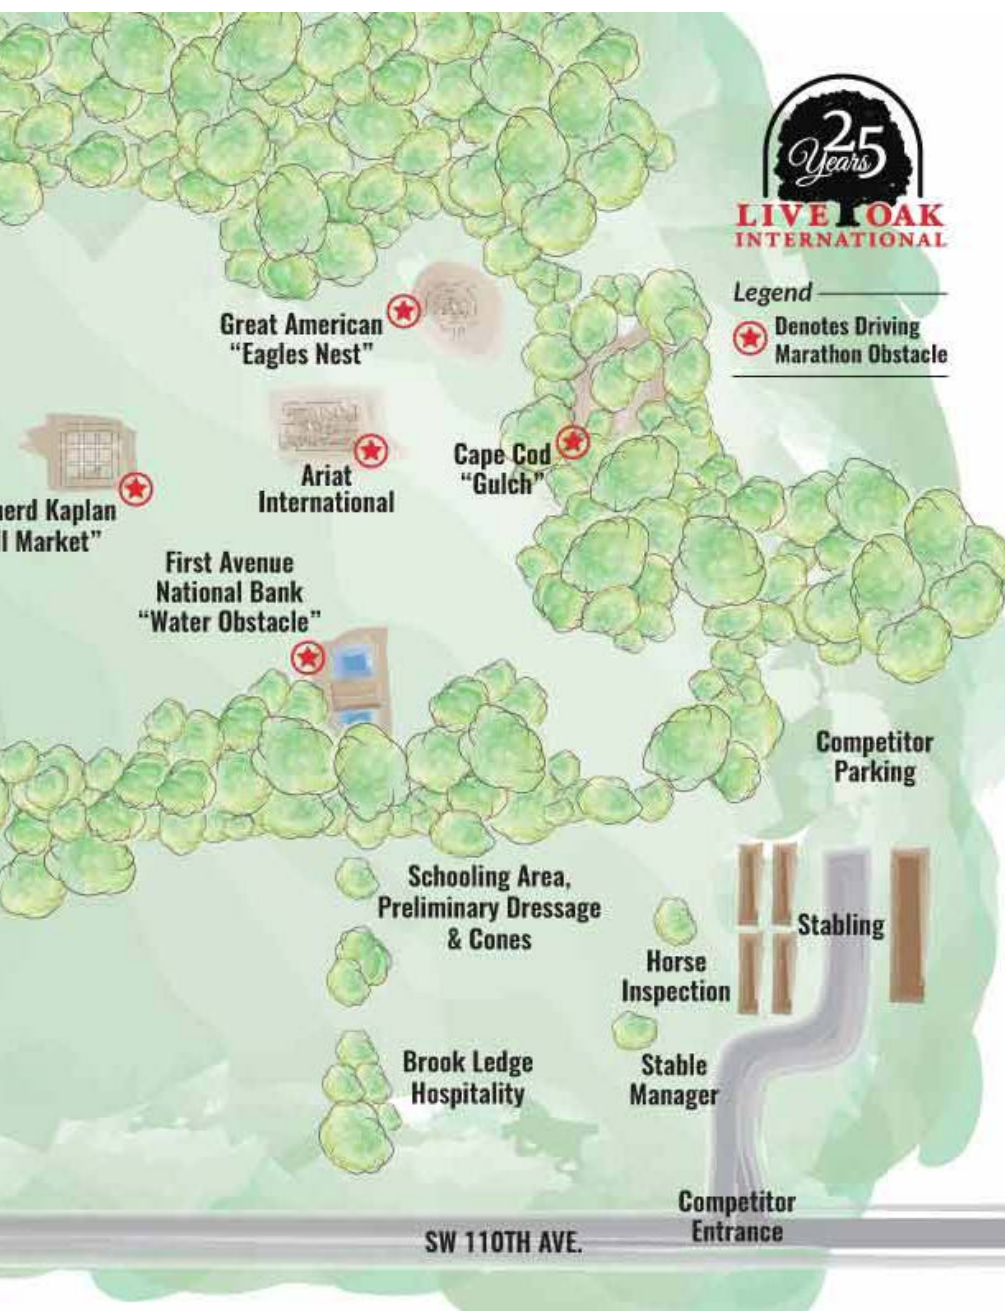 25
Years
LIVE OAK
INTERNATIONAL
Legend
Denotes Driving
Marathon Obstacle
Great American
“Eagles Nest”
Cape Cod
“Gulch”
Ariat
International
Kaplan
Market”
First Avenue
National Bank
“Water Obstacle”
Competitor
Parking
Schooling Area,
Preliminary Dressage
& Cones
Stabling
Horse
Inspection
Brook Ledge
Hospitality
Stable
Manager
Competitor
Entrance
SW 110TH AVE.